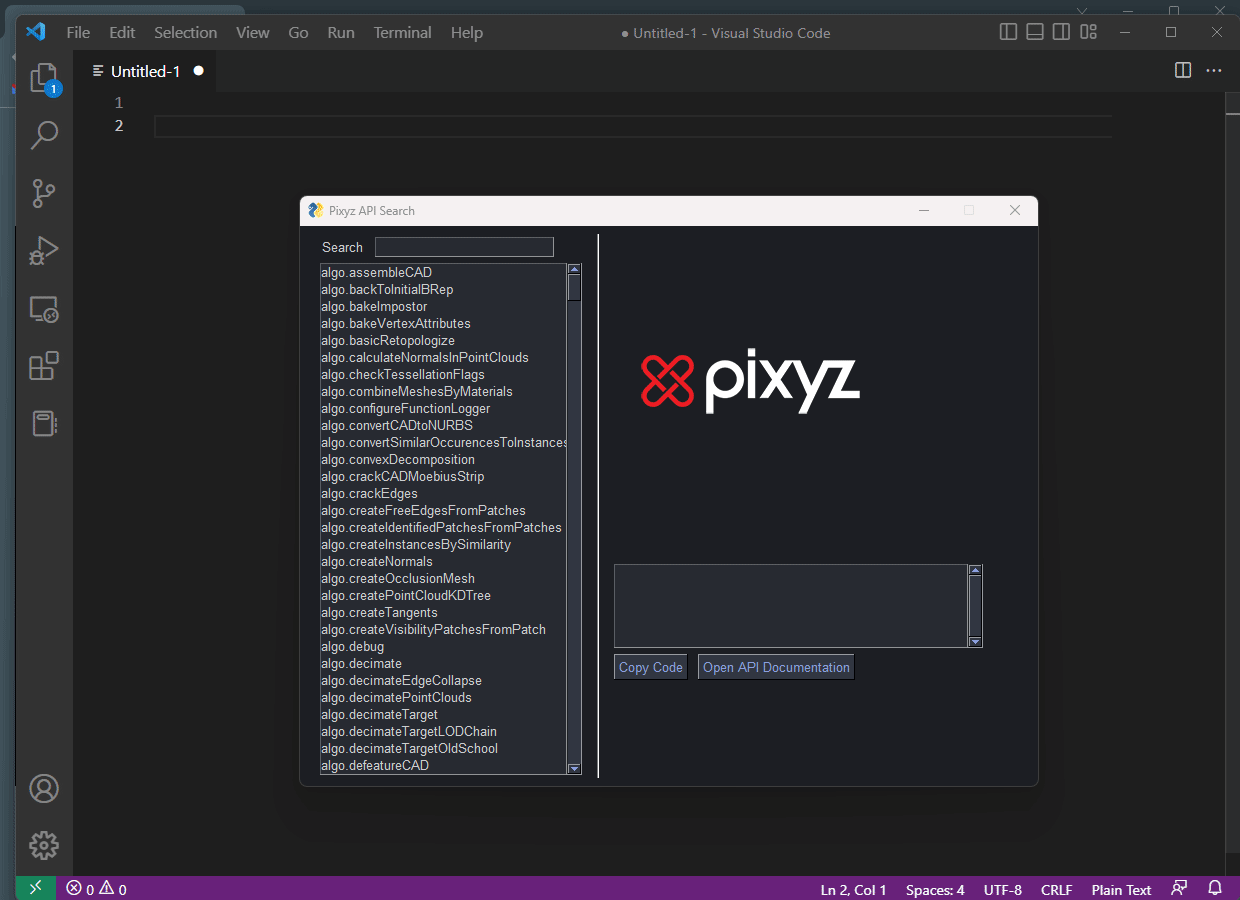 File Edit Selection View Go Run Terminal Help ● Untitled-1 - Visual Studio Code
Untitled-1
1
1
2
Pixyz API Search
Search
algo.assembleCAD
algo.backToInitialBRep
algo.bakeImpostor
algo.bakeVertexAttributes
algo.basicRetopologize
algo.calculateNormalsInPointClouds
algo.checkTessellationFlags
algo.combineMeshesByMaterials
algo.configureFunctionLogger
algo.convertCADtoNURBS
algo.convertSimilarOccurencesToInstances
algo.convexDecomposition
algo.crackCADMoebiusStrip
algo.crackEdges
algo.createFreeEdgesFromPatches
algo.createIdentifiedPatchesFromPatches
algo.createInstancesBySimilarity
algo.createNormals
algo.createOcclusionMesh
algo.createPointCloudKDTree
algo.createTangents
algo.createVisibilityPatchesFromPatch
algo.debug
algo.decimate
algo.decimateEdgeCollapse
algo.decimatePointClouds
algo.decimateTarget
algo.decimateTargetLODChain
algo.decimateTargetOldSchool
algo.defeatureCAD
pixyz
Copy Code Open API Documentation
0 0 Ln 2, Col 1 Spaces: 4 UTF-8 CRLF Plain Text